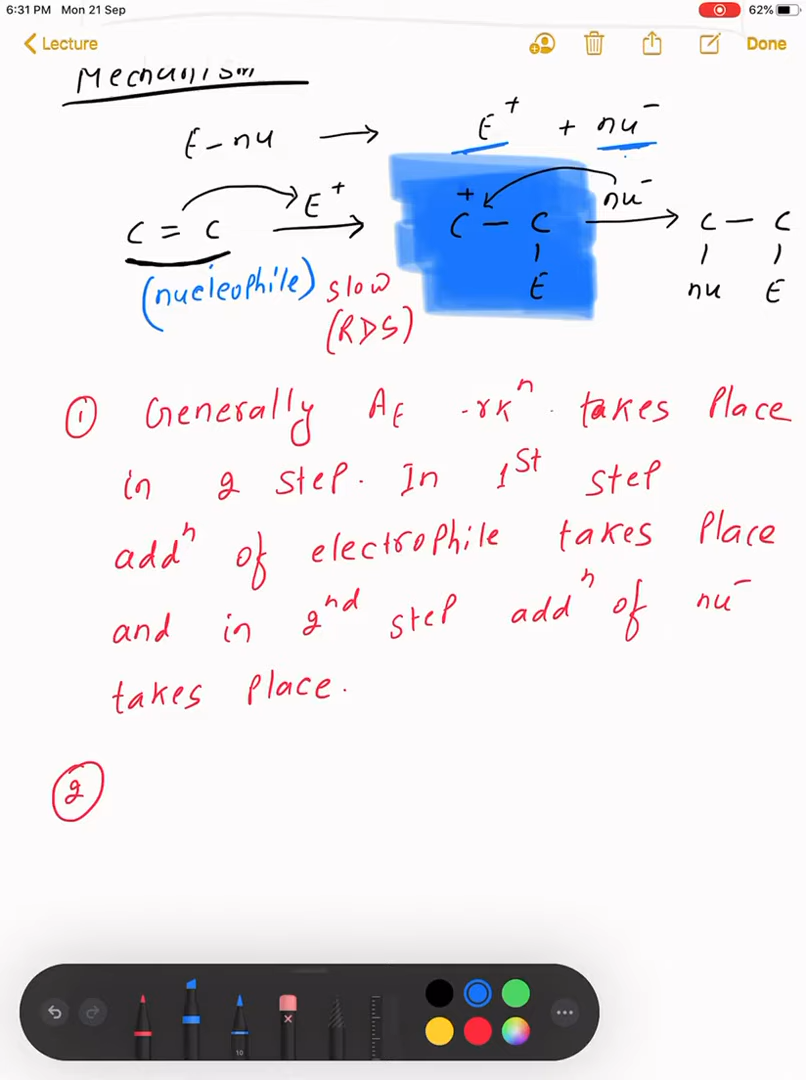 6:31 PM Mon 21 Sep 62%
Lecture Done
Mechanism
E - nu → E⁺ + nu⁻
C = C → E⁺ C⁺ - C nu⁻ → C - C
E nu E
(nucleophile) slow
(RDS)
① Generally AE rxⁿ. takes Place
in 2 step. In 1st step
addⁿ of electrophile takes Place
and in 2nd step addⁿ of nu⁻
takes Place.
②
10